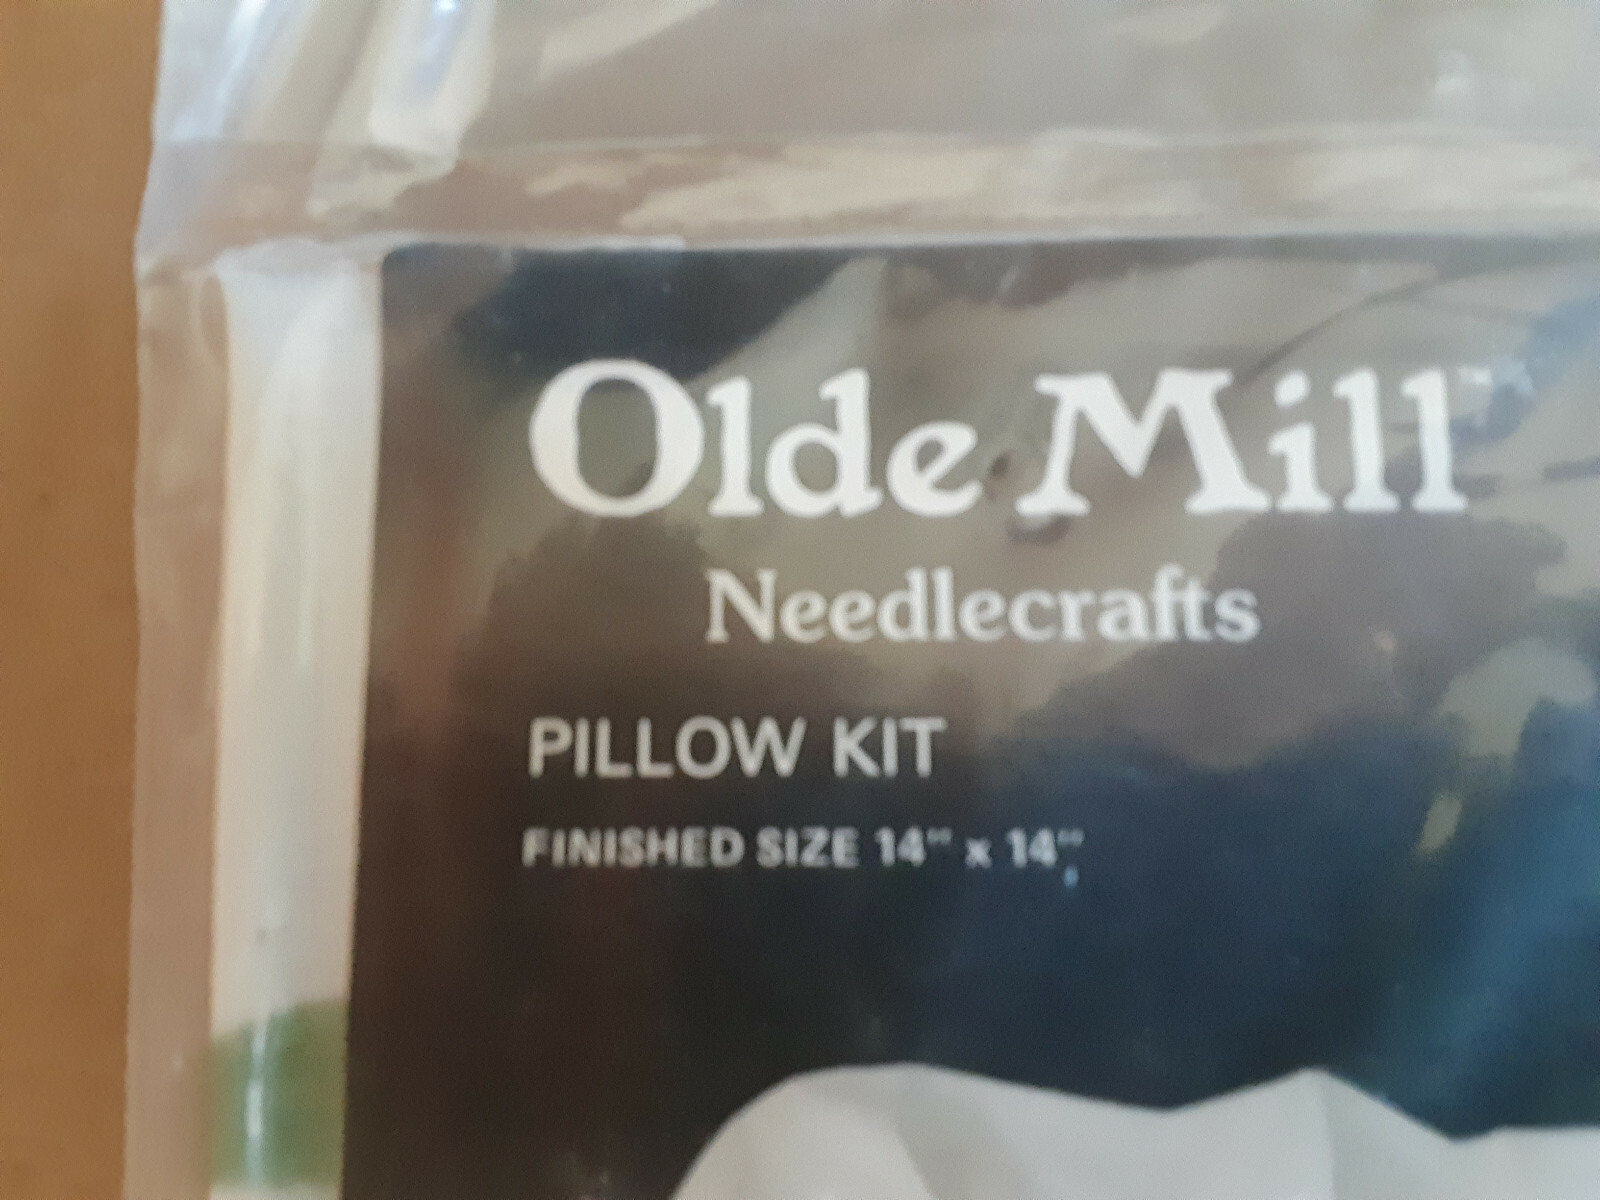 Olde Mill™
Needlecrafts
PILLOW KIT
FINISHED SIZE 14" x 14"